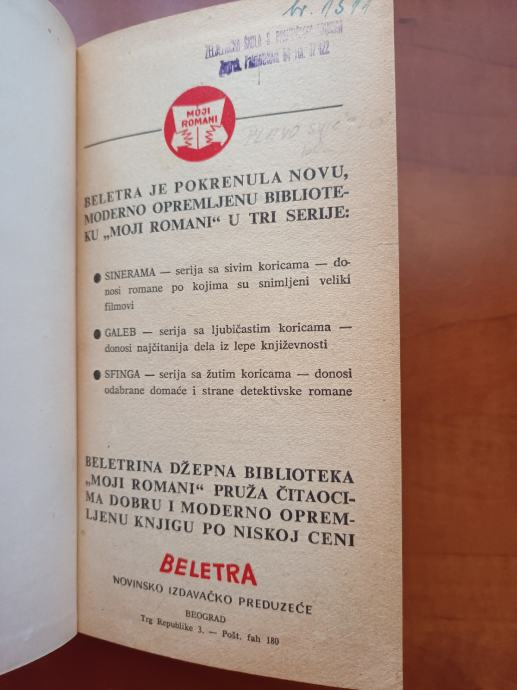 br. 1311
MOJI
ROMANI
BELETRA JE POKRENULA NOVU,
MODERNO OPREMLJENU BIBLIOTE-
KU „MOJI ROMANI“ U TRI SERIJE:
SINERAMA — serija sa sivim koricama — do-
nosi romane po kojima su snimljeni veliki
filmovi
GALEB — serija sa ljubičastim koricama —
donosi najčitanija dela iz lepe književnosti
SFINGA — serija sa žutim koricama — donosi
odabrane domaće i strane detektivske romane
BELETRINA DŽEPNA BIBLIOTEKA
„MOJI ROMANI“ PRUŽA ČITAOCI-
MA DOBRU I MODERNO OPREM-
LJENU KNJIGU PO NISKOJ CENI
BELETRA
NOVINSKO IZDAVAČKO PREDUZEĆE
BEOGRAD
Trg Republike 3. — Pošt. fah 180